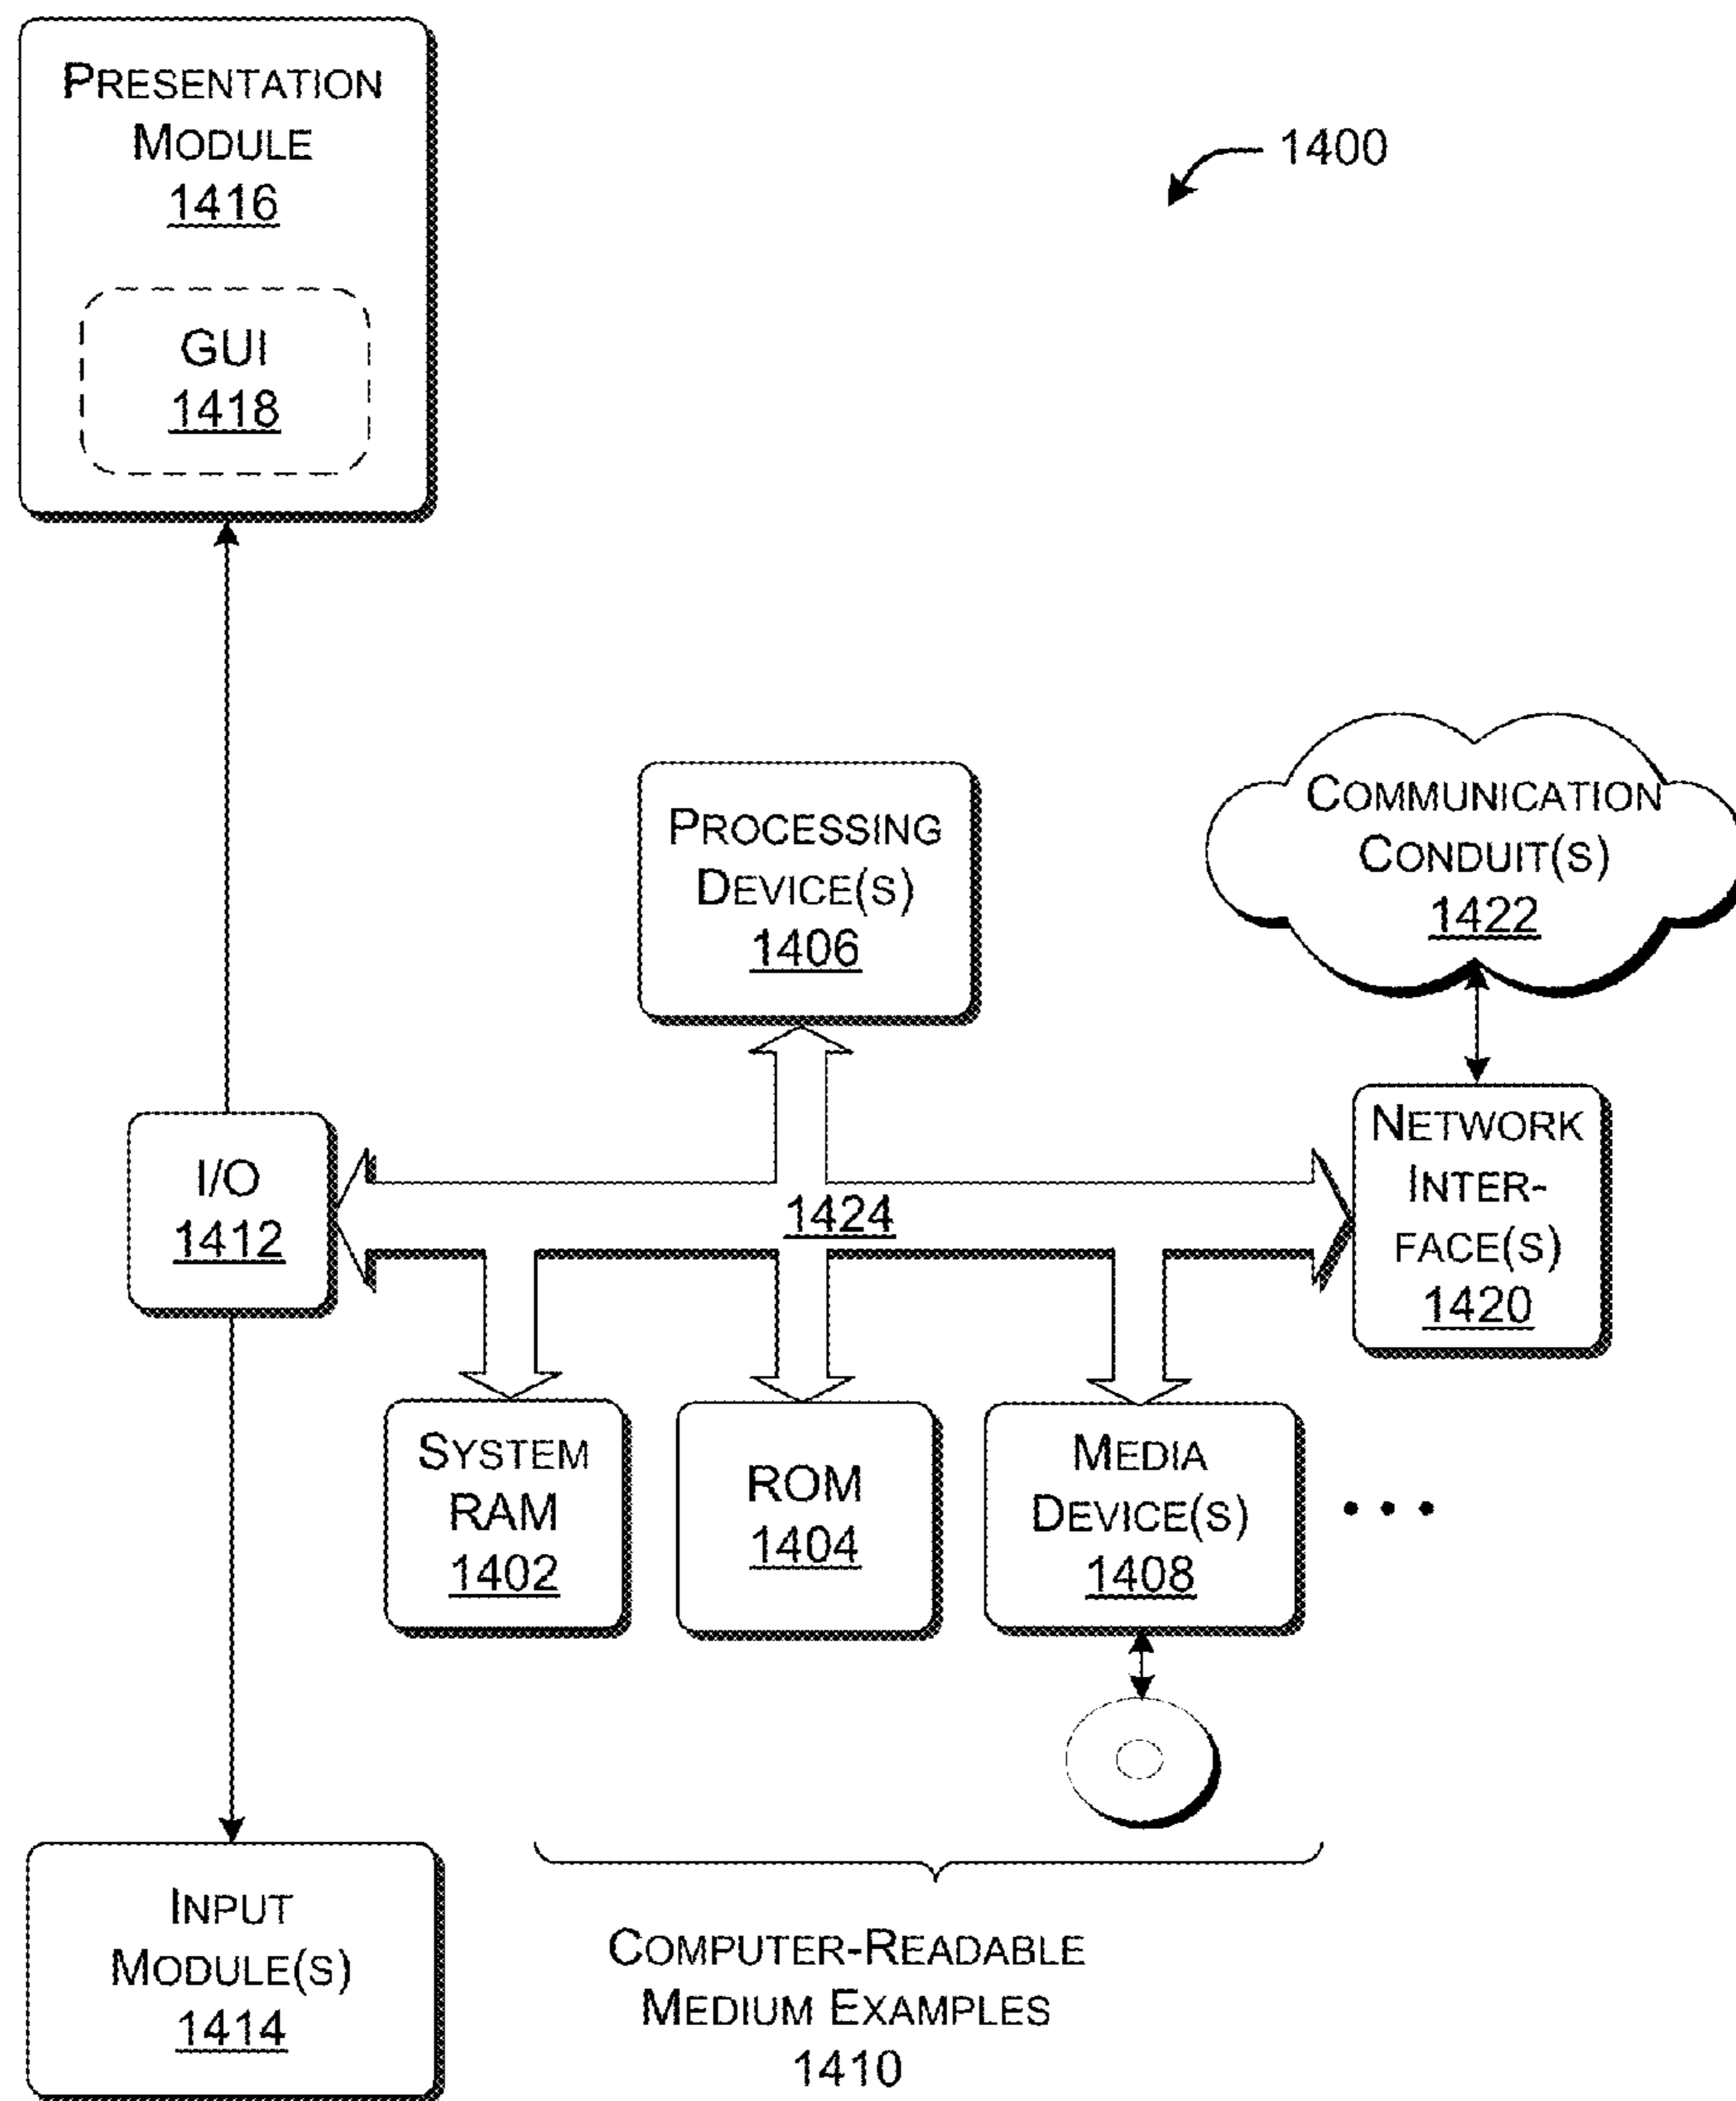 PRESENTATION
MODULE
1416
GUI
1418
1400
PROCESSING
DEVICE(S)
1406
COMMUNICATION
CONDUIT(S)
1422
I/O
1412
1424
NETWORK
INTER-
FACE(S)
1420
SYSTEM
RAM
1402
ROM
1404
MEDIA
DEVICE(S)
1408
• • •
INPUT
MODULE(S)
1414
COMPUTER-READABLE
MEDIUM EXAMPLES
1410